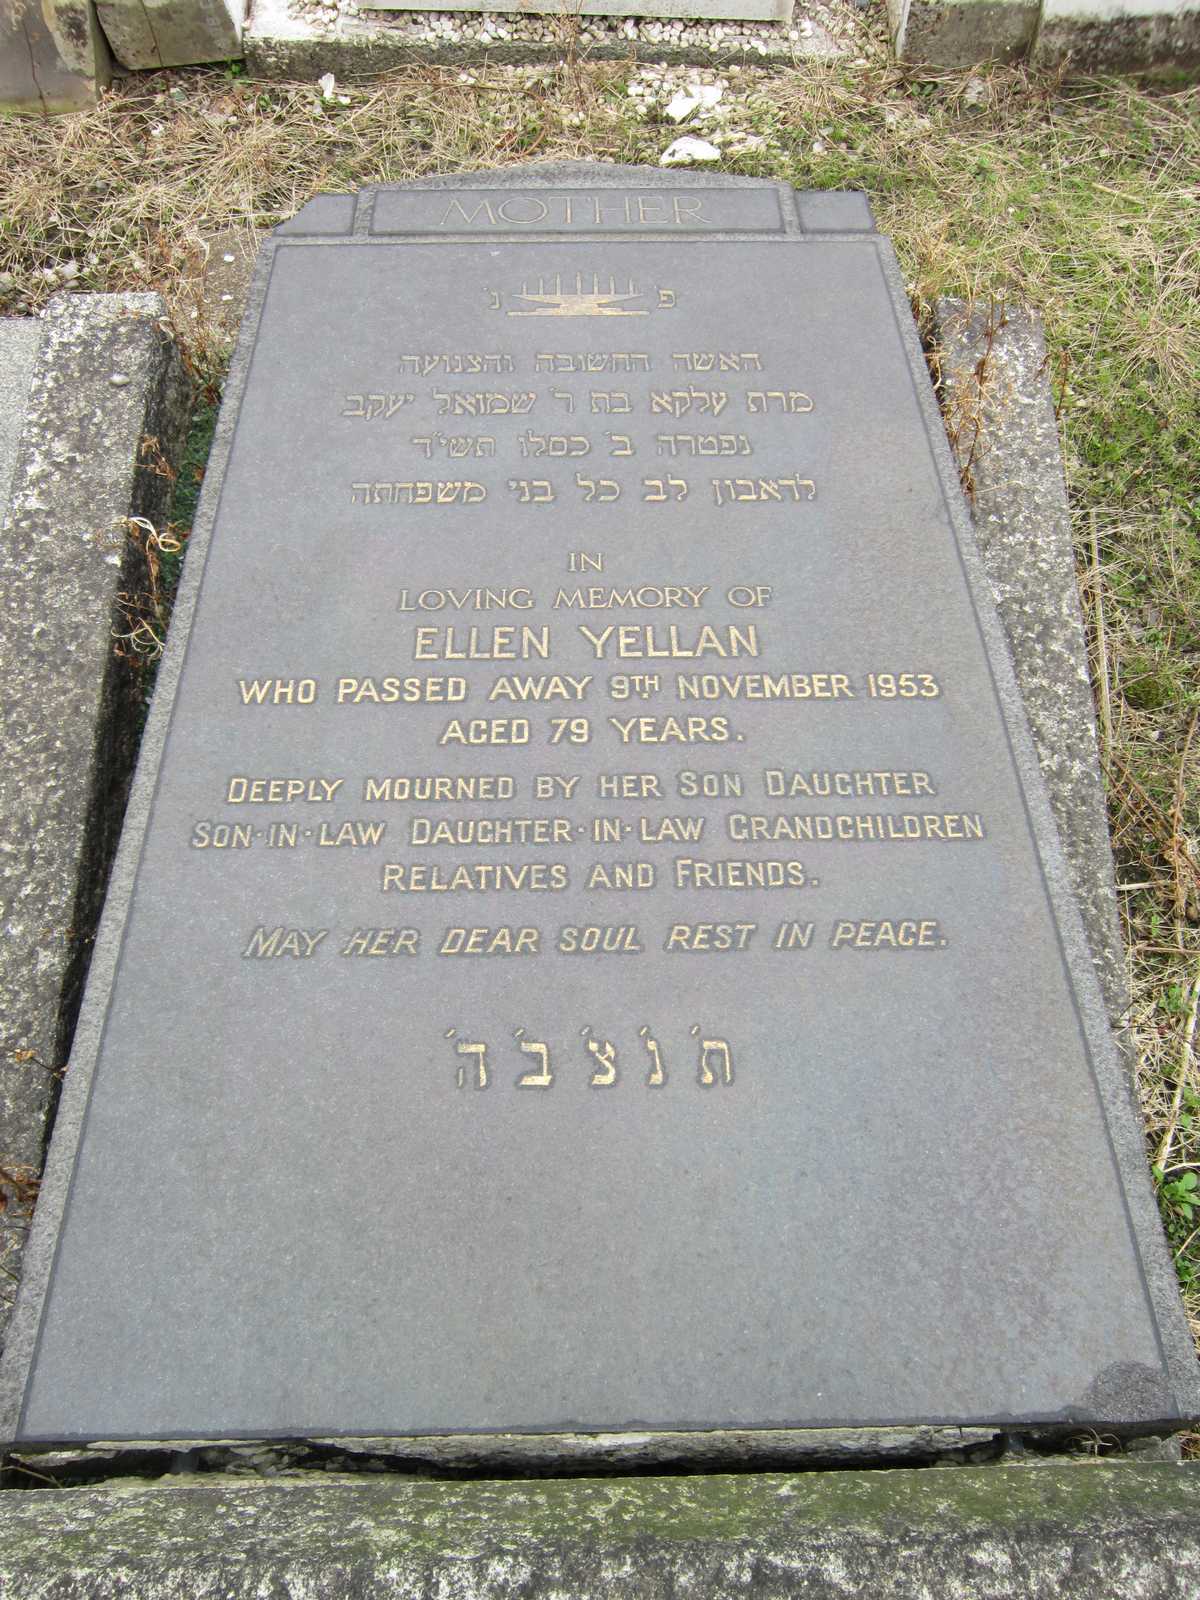 MOTHER
פ' נ'
האשה החשובה והצנועה
מרת עלקא בת ר' שמואל יעקב
נפטרה ב' כסלו תשי"ד
לדאבון לב כל בני משפחתה
IN
LOVING MEMORY OF
ELLEN YELLAN
WHO PASSED AWAY 9TH NOVEMBER 1953
AGED 79 YEARS.
DEEPLY MOURNED BY HER SON DAUGHTER
SON·IN·LAW DAUGHTER·IN·LAW GRANDCHILDREN
RELATIVES AND FRIENDS.
MAY HER DEAR SOUL REST IN PEACE.
ת' נ' צ' ב' ה'